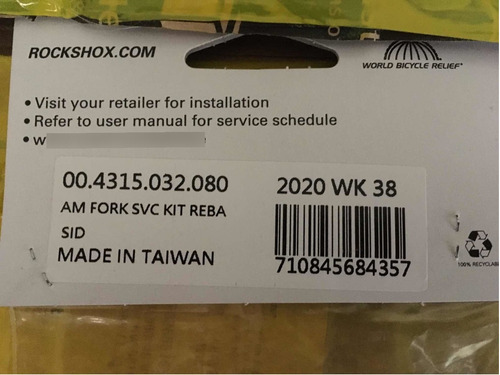 ROCKSHOX.COM
WORLD BICYCLE RELIEF®
• Visit your retailer for installation
• Refer to user manual for service schedule
• w
00.4315.032.080
2020 WK 38
AM FORK SVC KIT REBA
SID
MADE IN TAIWAN
710845684357
100% RECYCLABLE